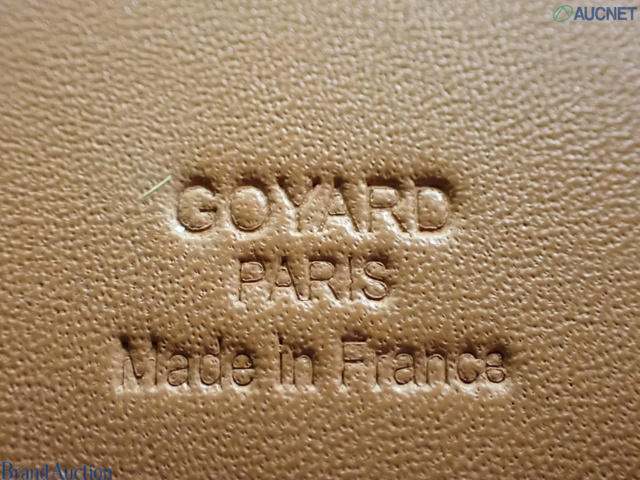 AUCNET
GOYARD
PARIS
Made in France
Brand Auction